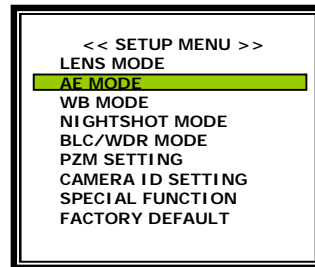 << SETUP MENU >>
LENS MODE
AE MODE
WB MODE
NIGHTSHOT MODE
BLC/WDR MODE
PZM SETTING
CAMERA ID SETTING
SPECIAL FUNCTION
FACTORY DEFAULT